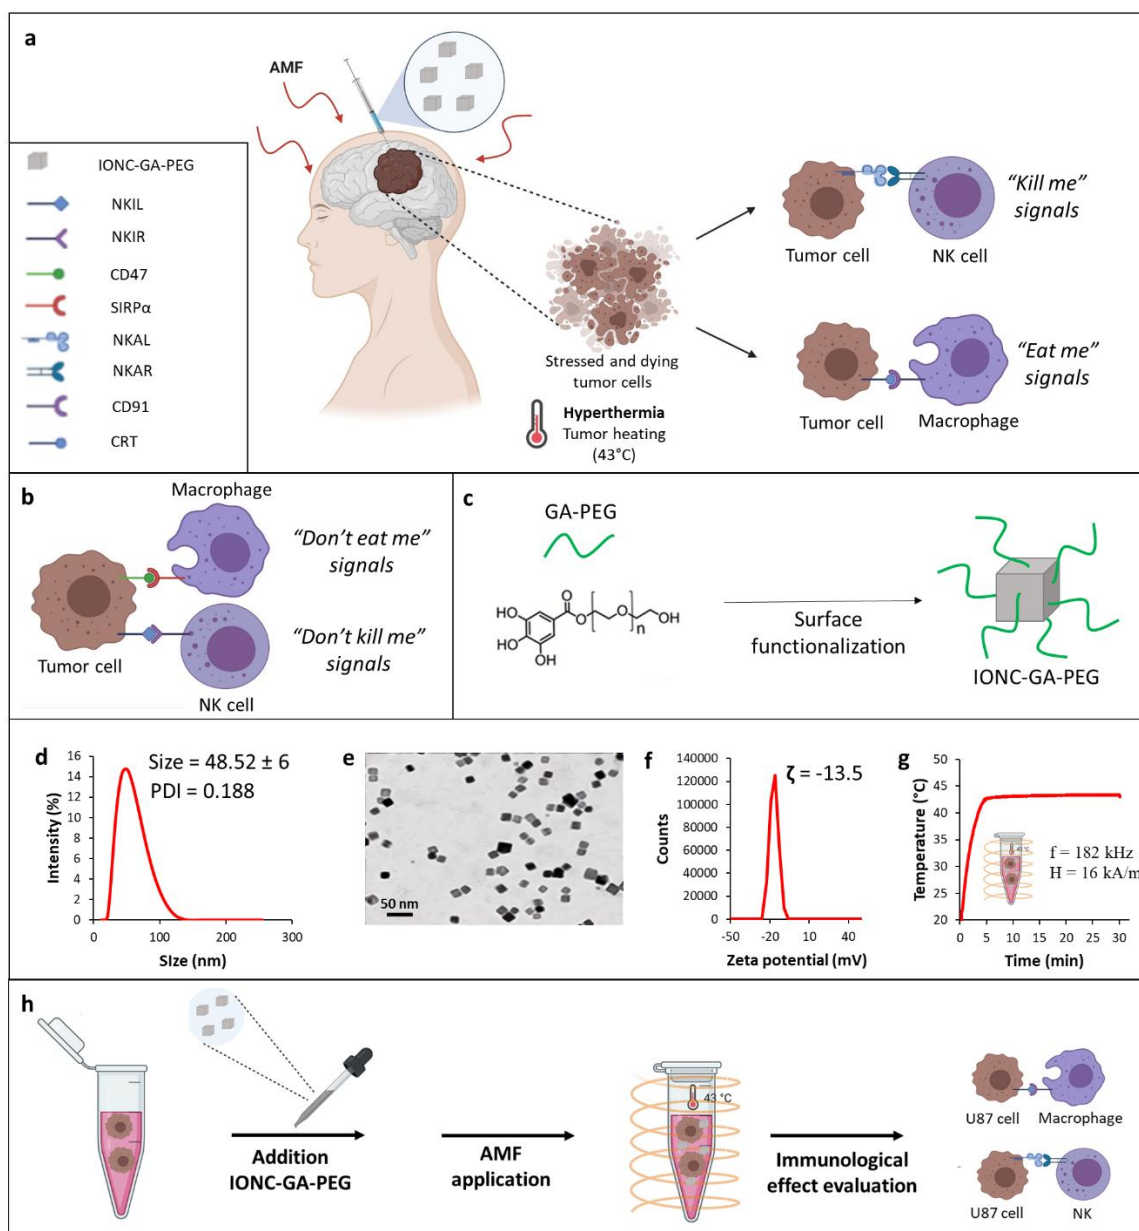 a
AMF
IONC-GA-PEG
NKIL
NKIR
CD47
SIRPα
NKAL
NKAR
CD91
CRT
"Kill me"
signals
Tumor cell
NK cell
Stressed and dying
tumor cells
Hyperthermia
Tumor heating
(43°C)
"Eat me"
signals
Tumor cell
Macrophage
b
Macrophage
"Don't eat me"
signals
"Don't kill me"
signals
Tumor cell
NK cell
c
GA-PEG
HO
HO
OH
O
O
O
n
OH
Surface
functionalization
IONC-GA-PEG
d
Size = 48.52 ± 6
PDI = 0.188
16
14
12
10
8
6
4
2
0
Intensity (%)
0
100
200
300
SIze (nm)
e
50 nm
f
ζ = -13.5
140000
120000
100000
80000
60000
40000
20000
0
Counts
-50
-20
10
40
Zeta potential (mV)
g
50
45
40
35
30
25
20
Temperature (°C)
f = 182 kHz
H = 16 kA/m
0
5
10
15
20
25
30
Time (min)
h
Addition
IONC-GA-PEG
AMF
application
43 °C
Immunological
effect evaluation
U87 cell
Macrophage
U87 cell
NK